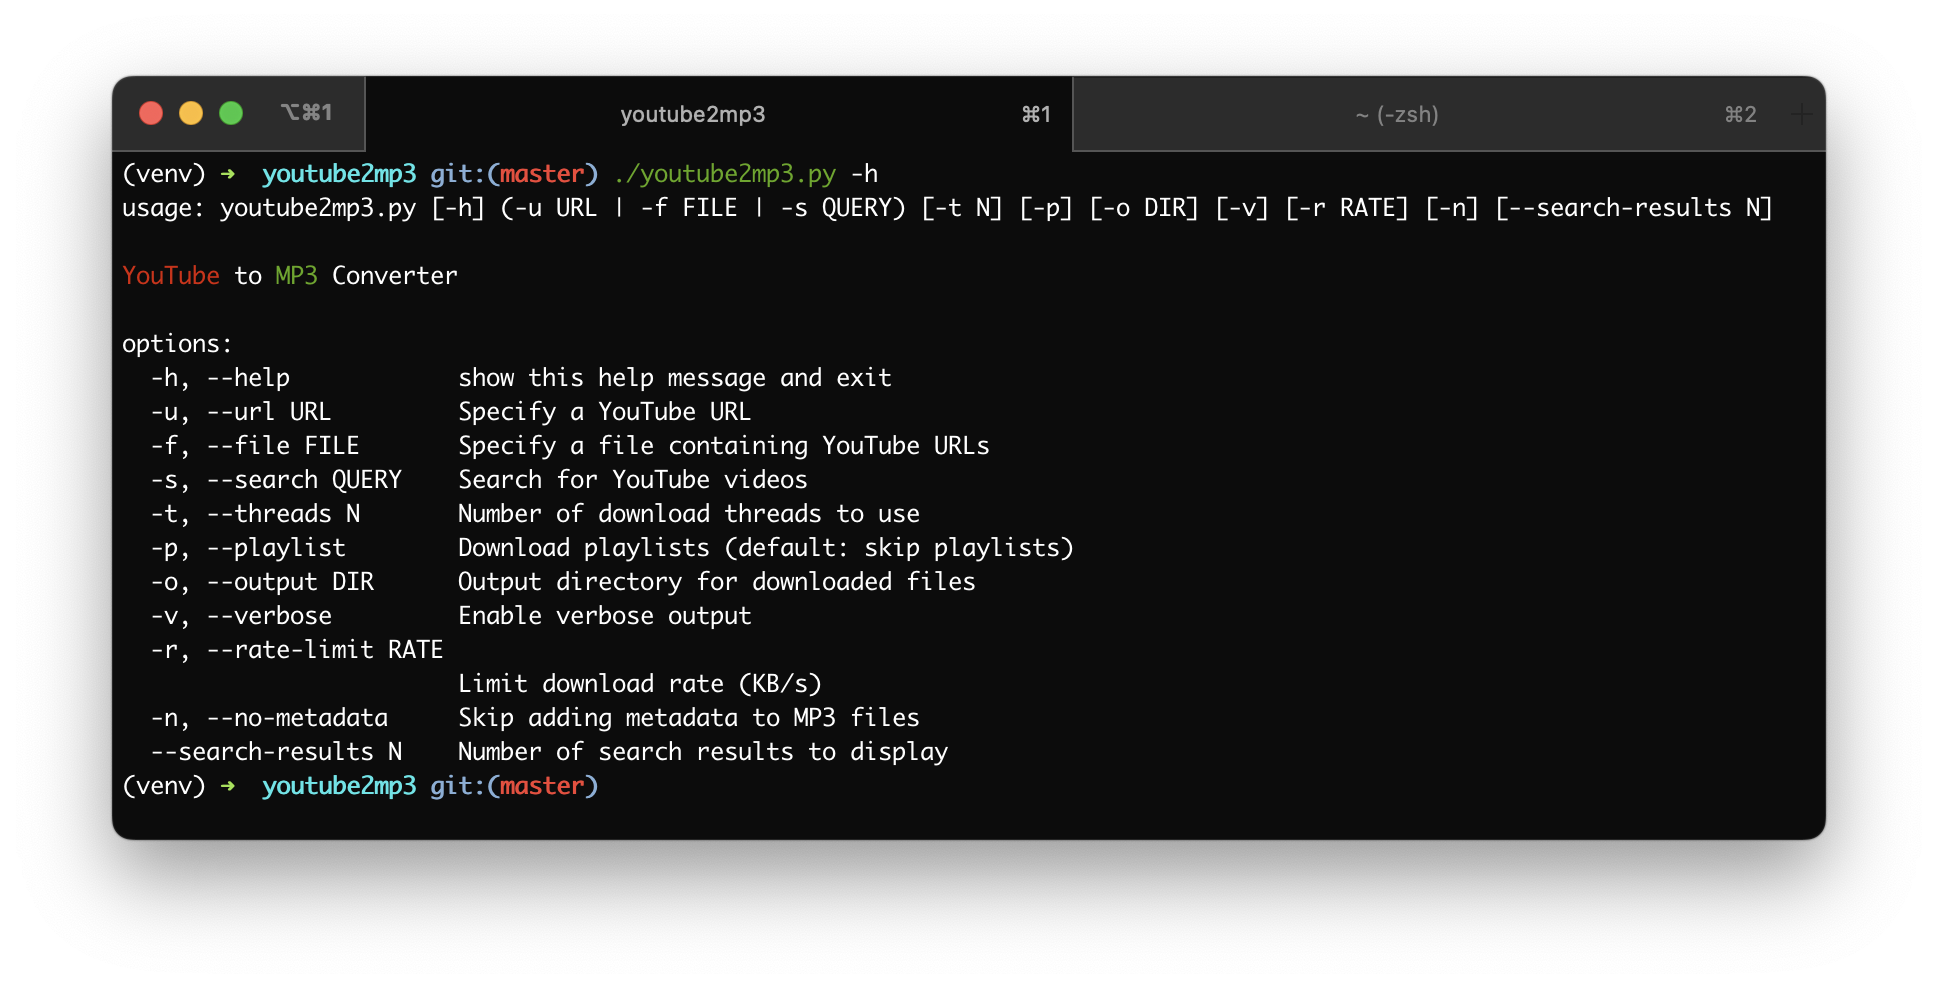 ⌥⌘1 youtube2mp3 ⌘1 ~ (-zsh) ⌘2 +
(venv) ➜  youtube2mp3 git:(master) ./youtube2mp3.py -h
usage: youtube2mp3.py [-h] (-u URL | -f FILE | -s QUERY) [-t N] [-p] [-o DIR] [-v] [-r RATE] [-n] [--search-results N]

YouTube to MP3 Converter

options:
  -h, --help            show this help message and exit
  -u, --url URL         Specify a YouTube URL
  -f, --file FILE       Specify a file containing YouTube URLs
  -s, --search QUERY    Search for YouTube videos
  -t, --threads N       Number of download threads to use
  -p, --playlist        Download playlists (default: skip playlists)
  -o, --output DIR      Output directory for downloaded files
  -v, --verbose         Enable verbose output
  -r, --rate-limit RATE
                        Limit download rate (KB/s)
  -n, --no-metadata     Skip adding metadata to MP3 files
  --search-results N    Number of search results to display
(venv) ➜  youtube2mp3 git:(master)